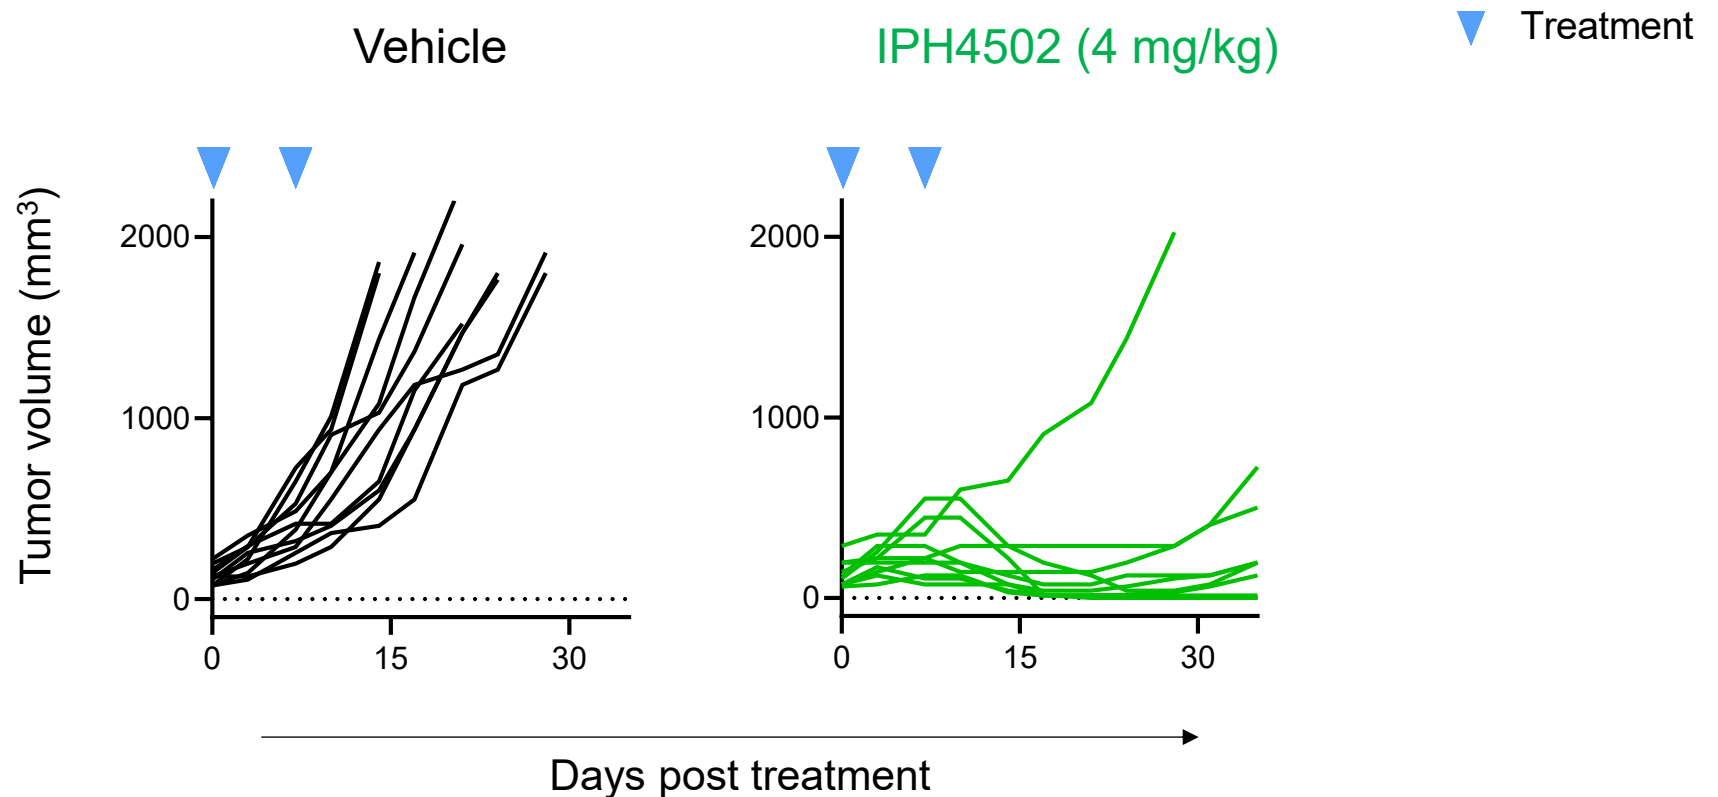 Vehicle
IPH4502 (4 mg/kg)
Treatment
Tumor volume (mm³)
2000
1000
0
0
15
30
2000
1000
0
0
15
30
Days post treatment